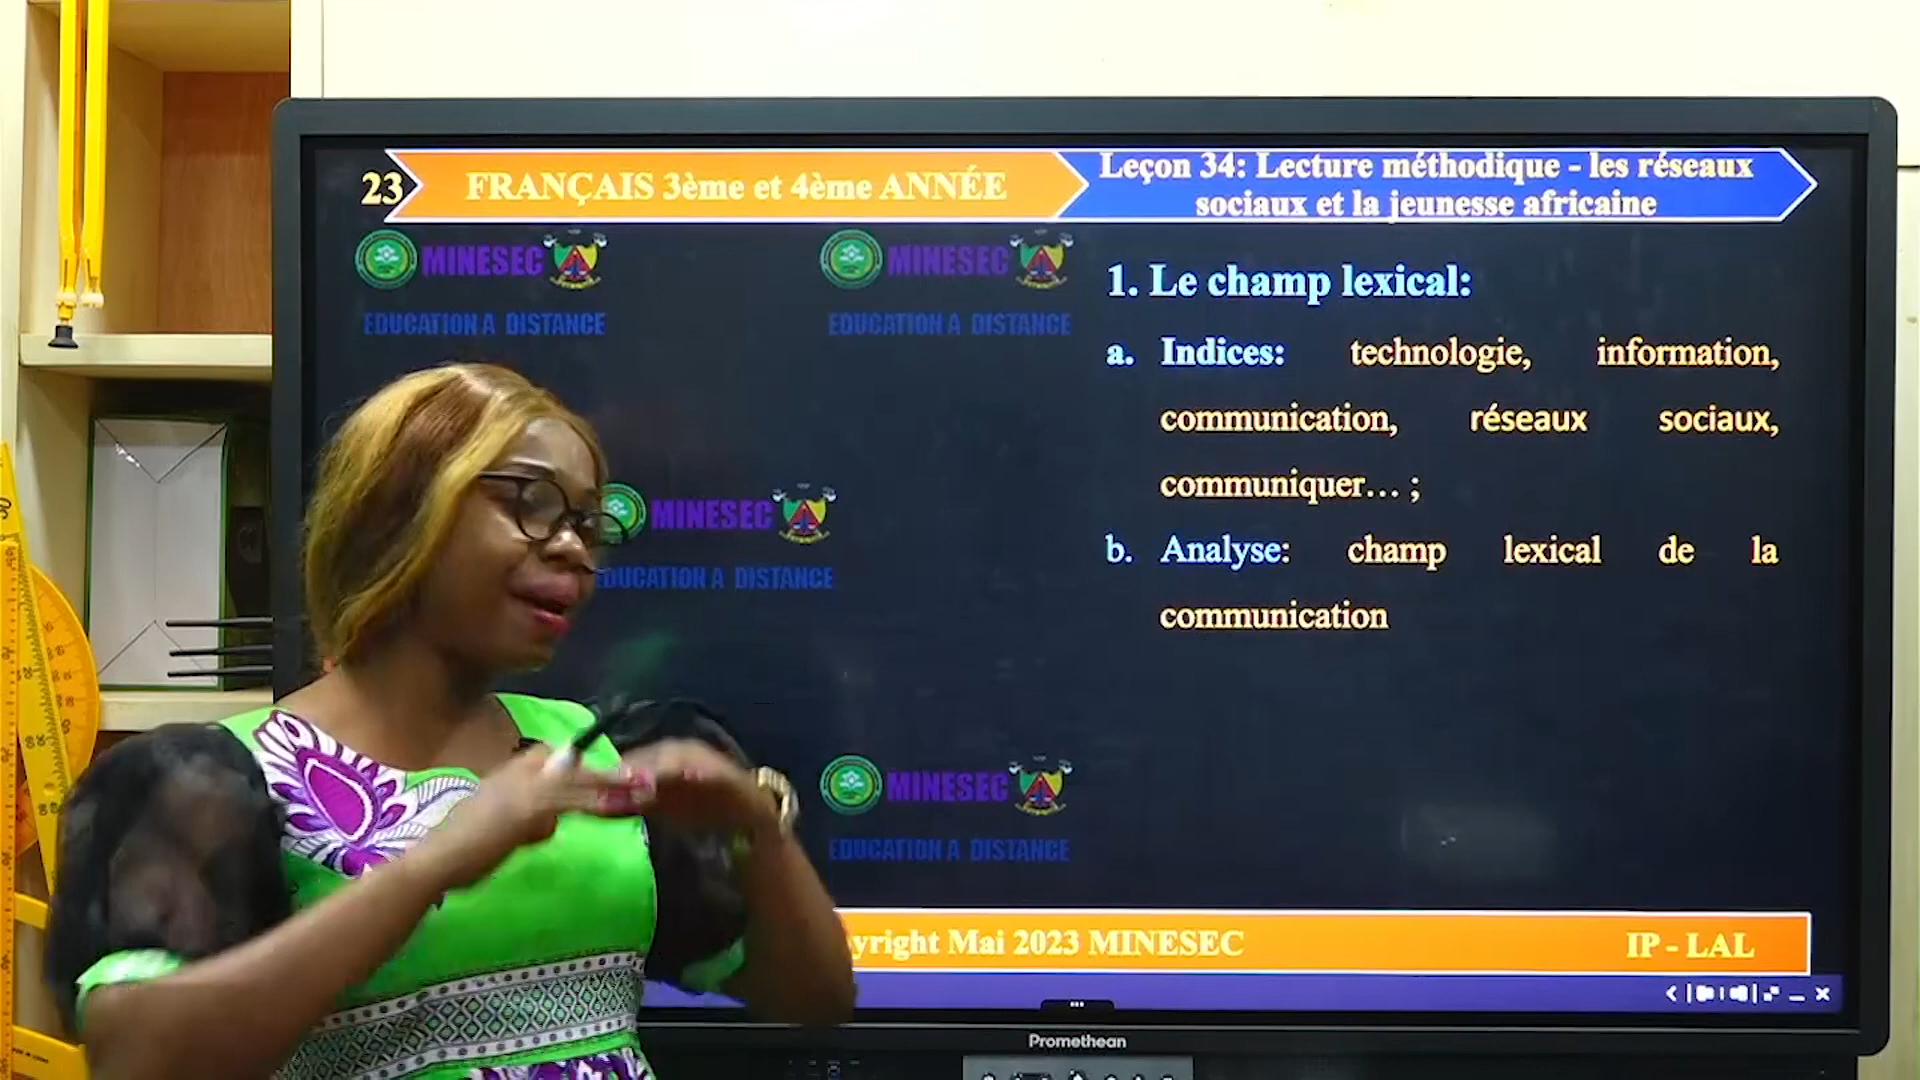 23
FRANÇAIS 3ème et 4ème ANNÉE
Leçon 34: Lecture méthodique - les réseaux
sociaux et la jeunesse africaine
MINESEC
EDUCATION A DISTANCE
MINESEC
EDUCATION A DISTANCE
1. Le champ lexical:
a. Indices: technologie, information,
communication, réseaux sociaux,
communiquer... ;
b. Analyse: champ lexical de la
communication
MINESEC
DUCATION A DISTANCE
MINESEC
EDUCATION A DISTANCE
yright Mai 2023 MINESEC
IP - LAL
Promethean